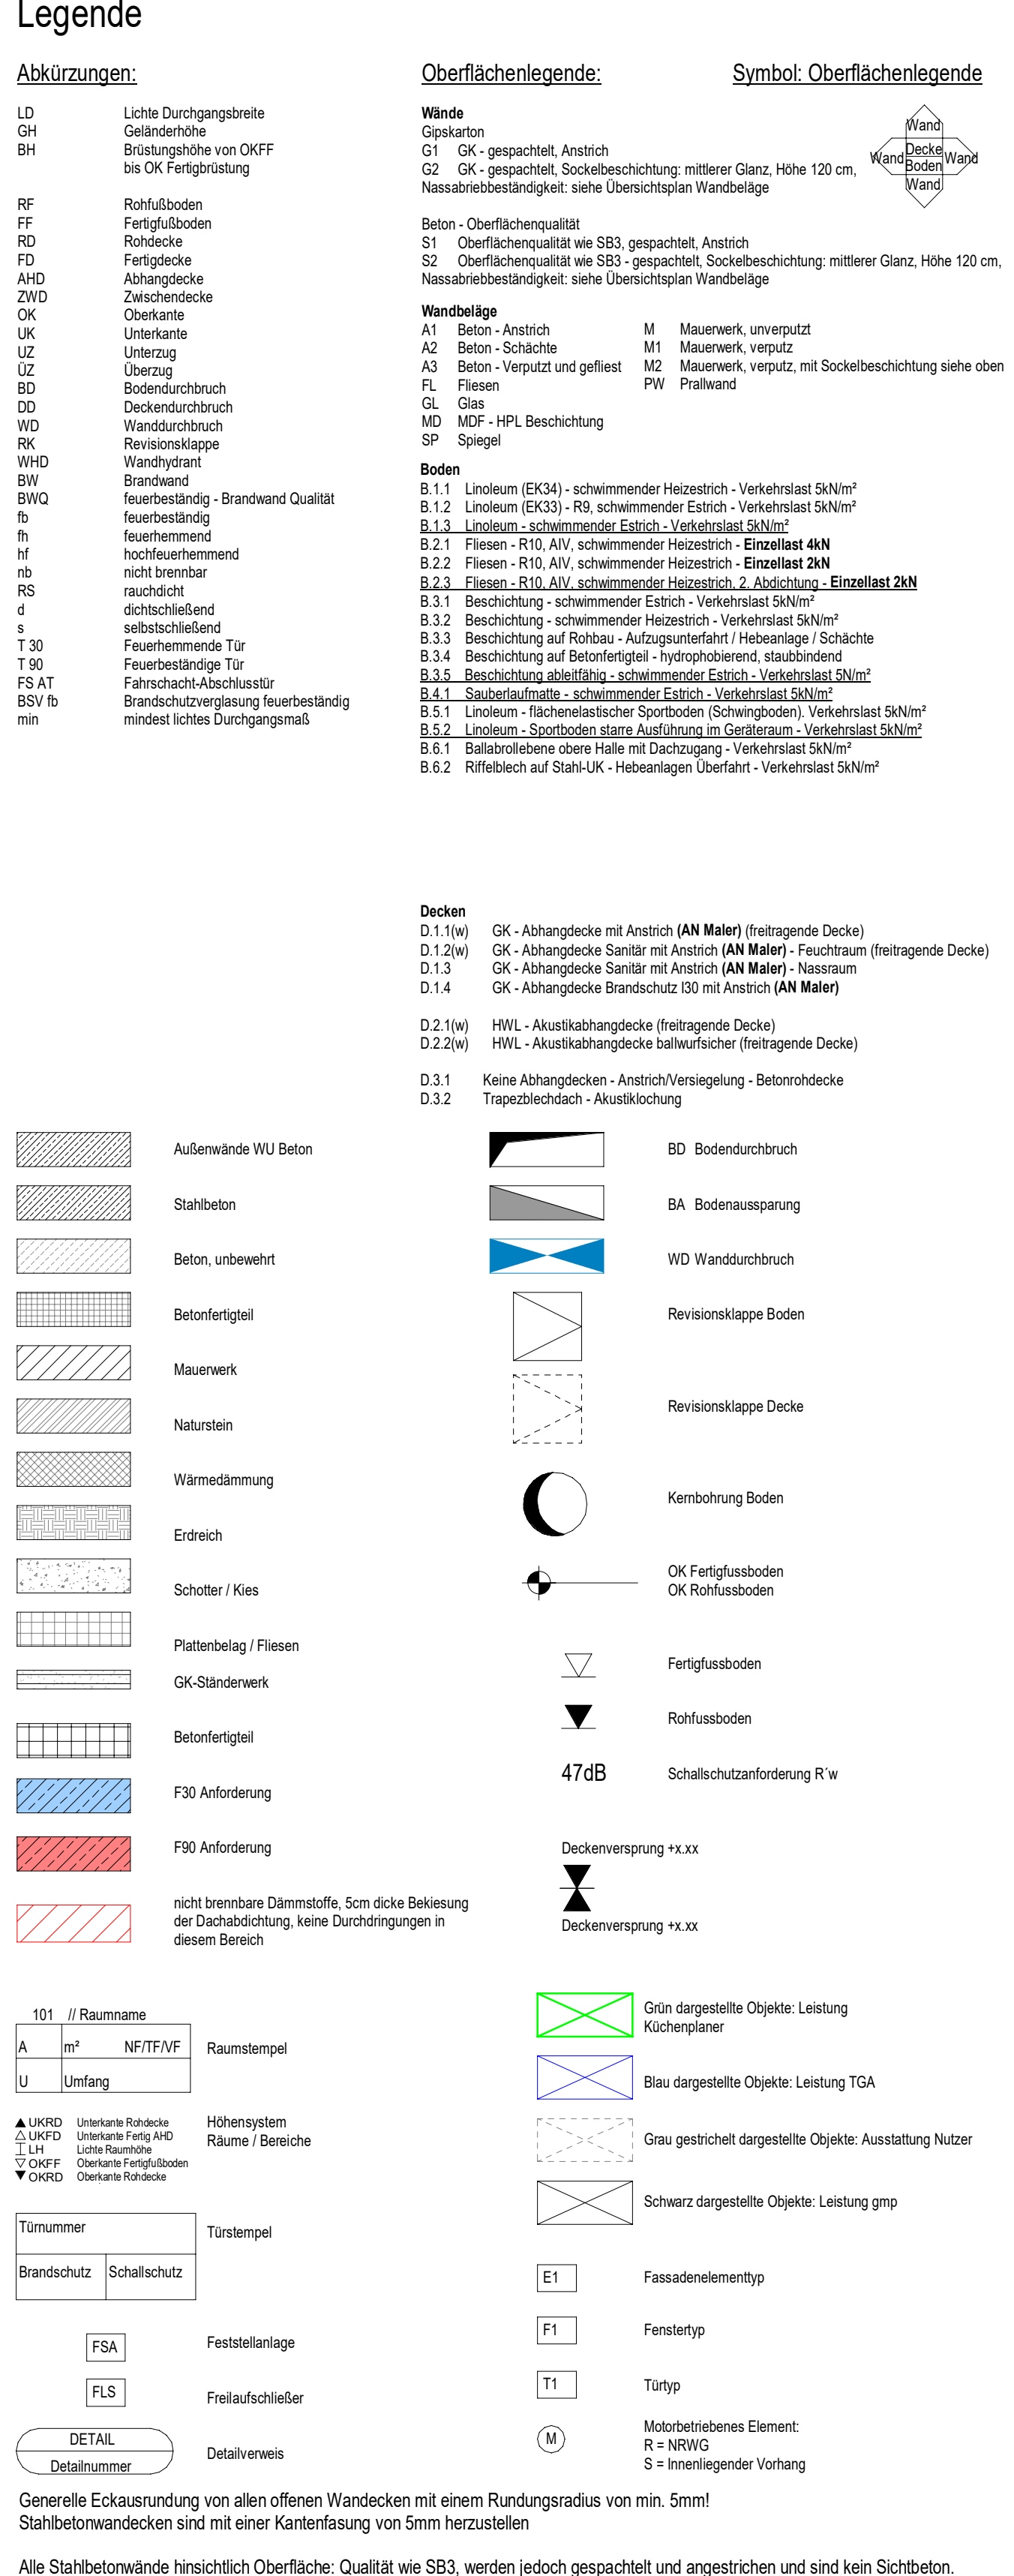 Legende
Abkürzungen:
LD Lichte Durchgangsbreite
GH Geländerhöhe
BH Brüstungshöhe von OKFF
bis OK Fertigbrüstung
RF Rohfußboden
FF Fertigfußboden
RD Rohdecke
FD Fertigdecke
AHD Abhangdecke
ZWD Zwischendecke
OK Oberkante
UK Unterkante
UZ Unterzug
ÜZ Überzug
BD Bodendurchbruch
DD Deckendurchbruch
WD Wanddurchbruch
RK Revisionsklappe
WHD Wandhydrant
BW Brandwand
BWQ feuerbeständig - Brandwand Qualität
fb feuerbeständig
fh feuerhemmend
hf hochfeuerhemmend
nb nicht brennbar
RS rauchdicht
d dichtschließend
s selbstschließend
T 30 Feuerhemmende Tür
T 90 Feuerbeständige Tür
FS AT Fahrschacht-Abschlusstür
BSV fb Brandschutzverglasung feuerbeständig
min mindest lichtes Durchgangsmaß
Oberflächenlegende:
Wände
Gipskarton
G1 GK - gespachtelt, Anstrich
G2 GK - gespachtelt, Sockelbeschichtung: mittlerer Glanz, Höhe 120 cm,
Nassabriebbeständigkeit: siehe Übersichtsplan Wandbeläge
Beton - Oberflächenqualität
S1 Oberflächenqualität wie SB3, gespachtelt, Anstrich
S2 Oberflächenqualität wie SB3 - gespachtelt, Sockelbeschichtung: mittlerer Glanz, Höhe 120 cm,
Nassabriebbeständigkeit: siehe Übersichtsplan Wandbeläge
Symbol: Oberflächenlegende
Wand
Wand Decke Wand
Boden
Wand
Wandbeläge
A1 Beton - Anstrich
A2 Beton - Schächte
A3 Beton - Verputzt und gefliest
FL Fliesen
GL Glas
MD MDF - HPL Beschichtung
SP Spiegel
M Mauerwerk, unverputzt
M1 Mauerwerk, verputz
M2 Mauerwerk, verputz, mit Sockelbeschichtung siehe oben
PW Prallwand
Boden
B.1.1 Linoleum (EK34) - schwimmender Heizestrich - Verkehrslast 5kN/m²
B.1.2 Linoleum (EK33) - R9, schwimmender Estrich - Verkehrslast 5kN/m²
B.1.3 Linoleum - schwimmender Estrich - Verkehrslast 5kN/m²
B.2.1 Fliesen - R10, AIV, schwimmender Heizestrich - Einzellast 4kN
B.2.2 Fliesen - R10, AIV, schwimmender Heizestrich - Einzellast 2kN
B.2.3 Fliesen - R10, AIV, schwimmender Heizestrich, 2. Abdichtung - Einzellast 2kN
B.3.1 Beschichtung - schwimmender Estrich - Verkehrslast 5kN/m²
B.3.2 Beschichtung - schwimmender Heizestrich - Verkehrslast 5kN/m²
B.3.3 Beschichtung auf Rohbau - Aufzugsunterfahrt / Hebeanlage / Schächte
B.3.4 Beschichtung auf Betonfertigteil - hydrophobierend, staubbindend
B.3.5 Beschichtung ableitfähig - schwimmender Estrich - Verkehrslast 5N/m²
B.4.1 Sauberlaufmatte - schwimmender Estrich - Verkehrslast 5kN/m²
B.5.1 Linoleum - flächenelastischer Sportboden (Schwingboden). Verkehrslast 5kN/m²
B.5.2 Linoleum - Sportboden starre Ausführung im Geräteraum - Verkehrslast 5kN/m²
B.6.1 Ballabrollebene obere Halle mit Dachzugang - Verkehrslast 5kN/m²
B.6.2 Riffelblech auf Stahl-UK - Hebeanlagen Überfahrt - Verkehrslast 5kN/m²
Decken
D.1.1(w) GK - Abhangdecke mit Anstrich (AN Maler) (freitragende Decke)
D.1.2(w) GK - Abhangdecke Sanitär mit Anstrich (AN Maler) - Feuchtraum (freitragende Decke)
D.1.3 GK - Abhangdecke Sanitär mit Anstrich (AN Maler) - Nassraum
D.1.4 GK - Abhangdecke Brandschutz I30 mit Anstrich (AN Maler)
D.2.1(w) HWL - Akustikabhangdecke (freitragende Decke)
D.2.2(w) HWL - Akustikabhangdecke ballwurfsicher (freitragende Decke)
D.3.1 Keine Abhangdecken - Anstrich/Versiegelung - Betonrohdecke
D.3.2 Trapezblechdach - Akustiklochung
Außenwände WU Beton
Stahlbeton
Beton, unbewehrt
Betonfertigteil
Mauerwerk
Naturstein
Wärmedämmung
Erdreich
Schotter / Kies
Plattenbelag / Fliesen
GK-Ständerwerk
Betonfertigteil
F30 Anforderung
F90 Anforderung
nicht brennbare Dämmstoffe, 5cm dicke Bekiesung
der Dachabdichtung, keine Durchdringungen in
diesem Bereich
BD Bodendurchbruch
BA Bodenaussparung
WD Wanddurchbruch
Revisionsklappe Boden
Revisionsklappe Decke
Kernbohrung Boden
OK Fertigfussboden
OK Rohfussboden
Fertigfussboden
Rohfussboden
47dB Schallschutzanforderung R´w
Deckenversprung +x.xx
Deckenversprung +x.xx
101 // Raumname
A m² NF/TF/VF
U Umfang
Raumstempel
UKRD Unterkante Rohdecke
UKFD Unterkante Fertig AHD
LH Lichte Raumhöhe
OKFF Oberkante Fertigfußboden
OKRD Oberkante Rohdecke
Höhensystem
Räume / Bereiche
Türnummer
Brandschutz Schallschutz
Türstempel
FSA Feststellanlage
FLS Freilaufschließer
DETAIL
Detailnummer
Detailverweis
Grün dargestellte Objekte: Leistung
Küchenplaner
Blau dargestellte Objekte: Leistung TGA
Grau gestrichelt dargestellte Objekte: Ausstattung Nutzer
Schwarz dargestellte Objekte: Leistung gmp
E1 Fassadenelementtyp
F1 Fenstertyp
T1 Türtyp
M Motorbetriebenes Element:
R = NRWG
S = Innenliegender Vorhang
Generelle Eckausrundung von allen offenen Wandecken mit einem Rundungsradius von min. 5mm!
Stahlbetonwandecken sind mit einer Kantenfasung von 5mm herzustellen
Alle Stahlbetonwände hinsichtlich Oberfläche: Qualität wie SB3, werden jedoch gespachtelt und angestrichen und sind kein Sichtbeton.